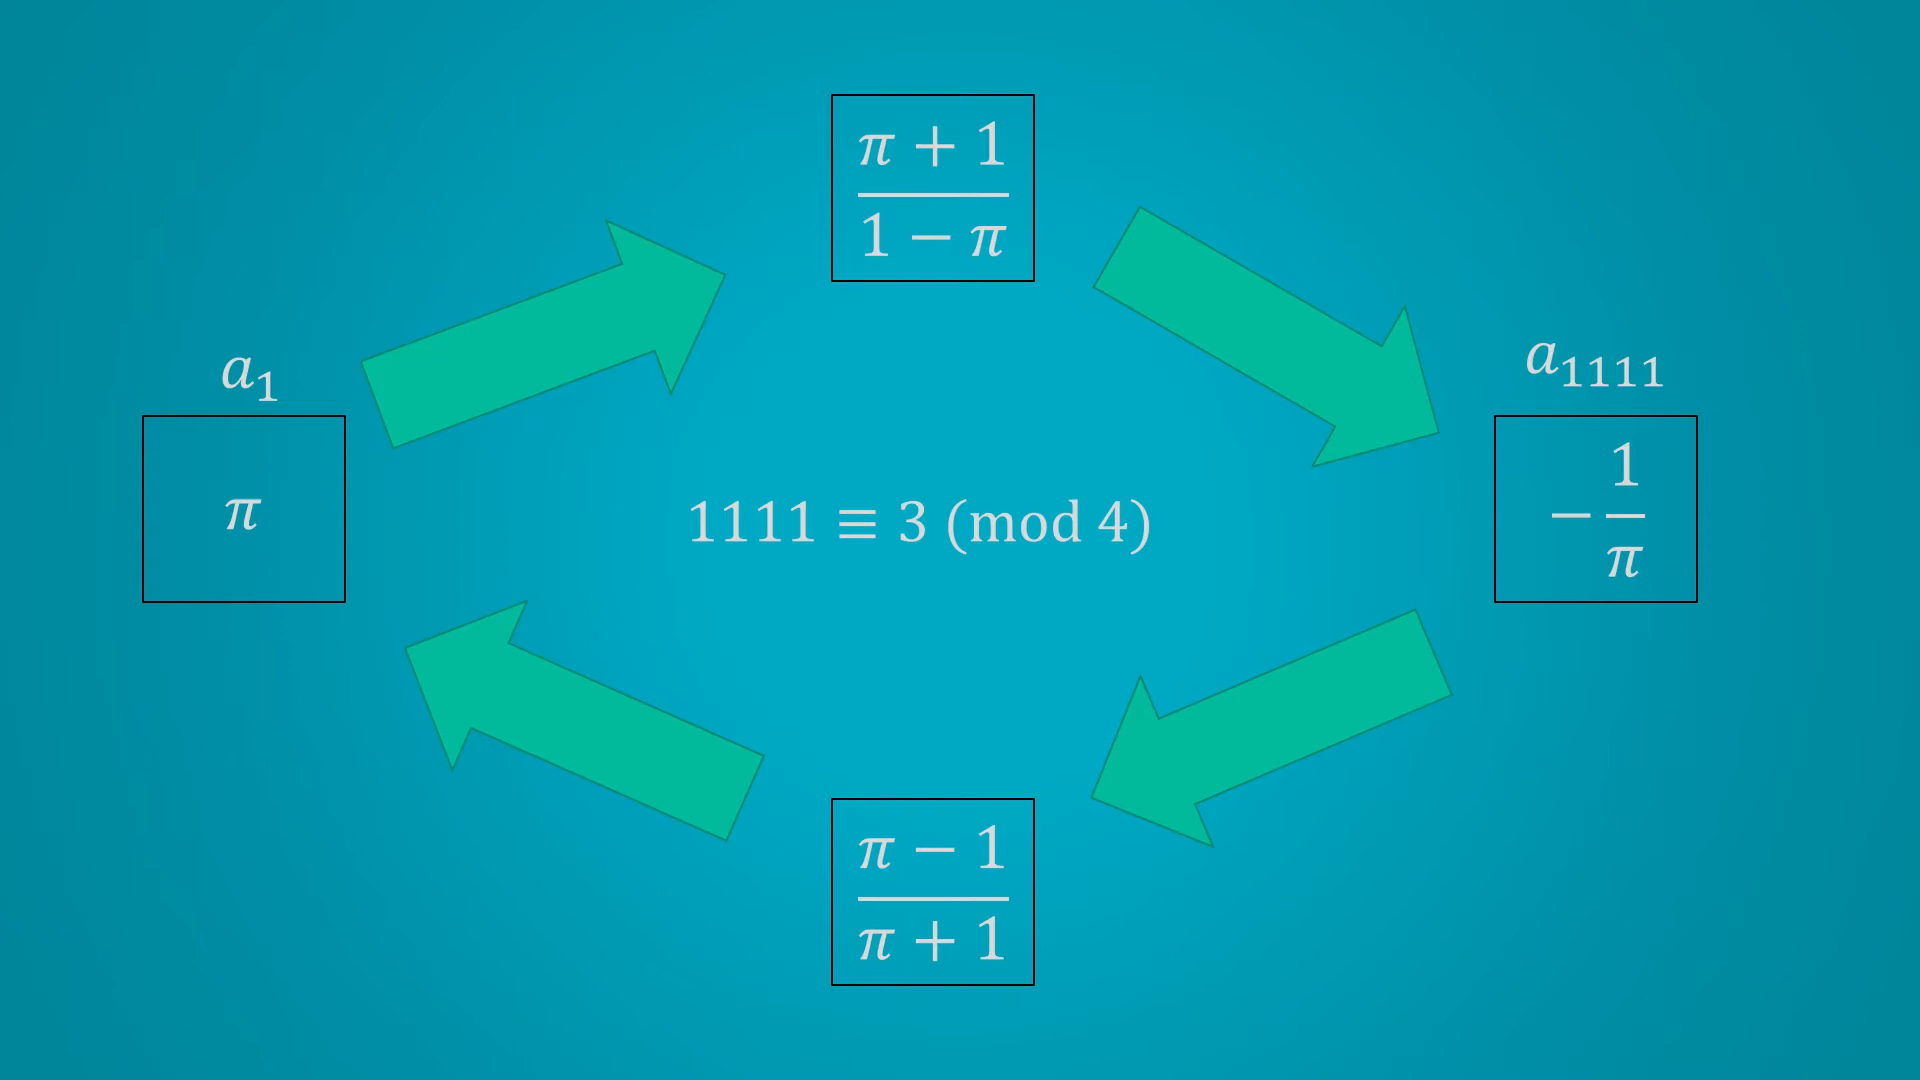 π + 1
1 − π
a₁
a₁₁₁₁
π
1111 ≡ 3 (mod 4)
− 1/π
π − 1
π + 1